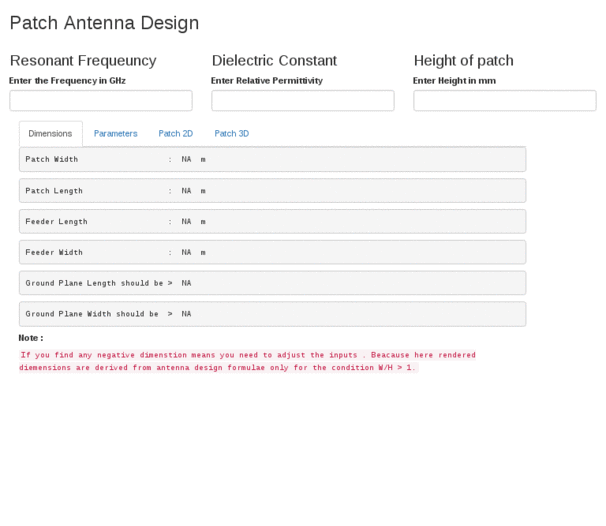 Patch Antenna Design
Resonant Freqeuncy Dielectric Constant Height of patch
Enter the Frequency in GHz Enter Relative Permittivity Enter Height in mm
Dimensions Parameters Patch 2D Patch 3D
Patch Width : NA m
Patch Length : NA m
Feeder Length : NA m
Feeder Width : NA m
Ground Plane Length should be > NA
Ground Plane Width should be > NA
Note :
If you find any negative dimenstion means you need to adjust the inputs . Beacause here rendered
diemensions are derived from antenna design formulae only for the condition W/H > 1.